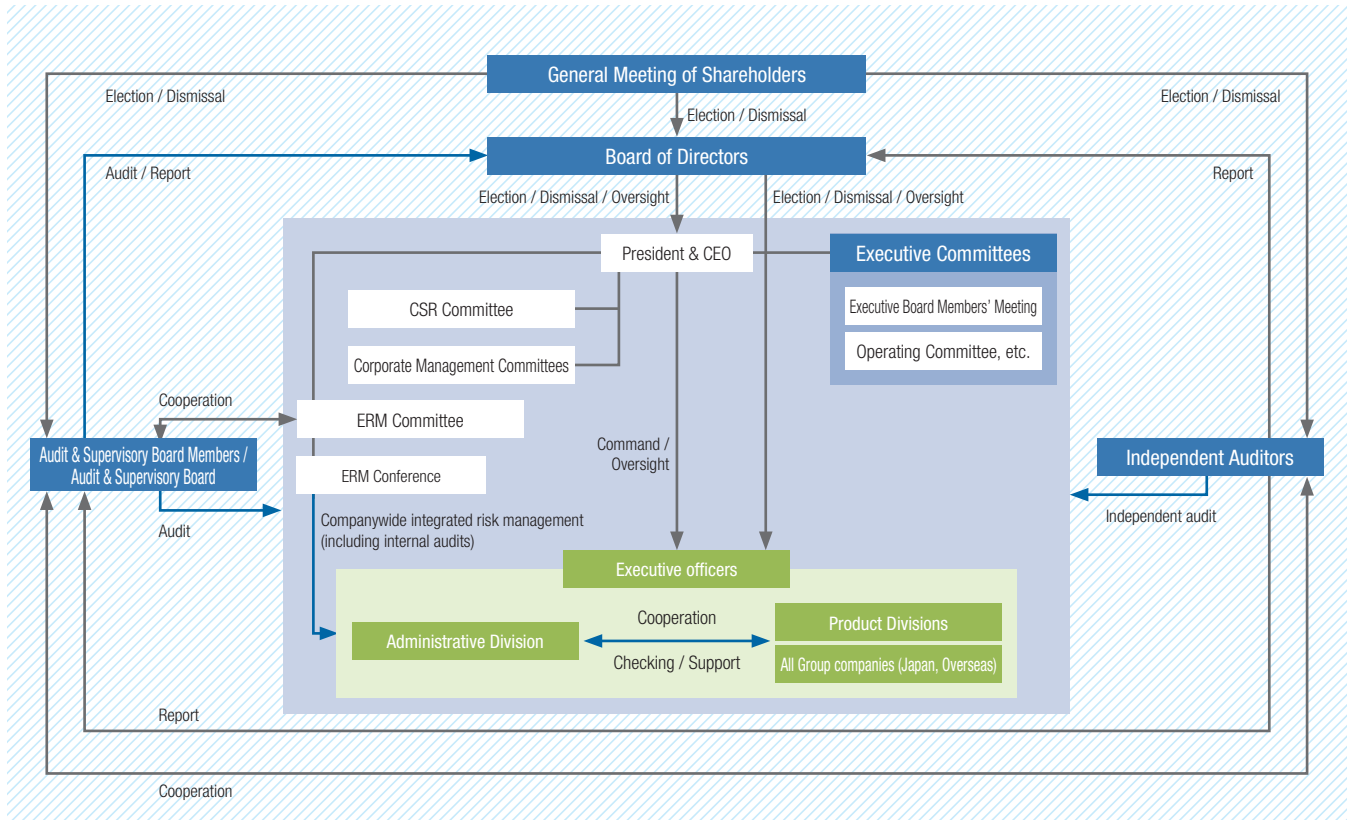 General Meeting of Shareholders
Election / Dismissal
Election / Dismissal
Election / Dismissal
Board of Directors
Audit / Report
Report
Election / Dismissal / Oversight
Election / Dismissal / Oversight
President & CEO
Executive Committees
CSR Committee
Executive Board Members' Meeting
Corporate Management Committees
Operating Committee, etc.
Cooperation
ERM Committee
Audit & Supervisory Board Members /
Audit & Supervisory Board
Command /
Oversight
Independent Auditors
ERM Conference
Audit
Companywide integrated risk management
(including internal audits)
Independent audit
Executive officers
Administrative Division
Cooperation
Checking / Support
Product Divisions
All Group companies (Japan, Overseas)
Report
Cooperation